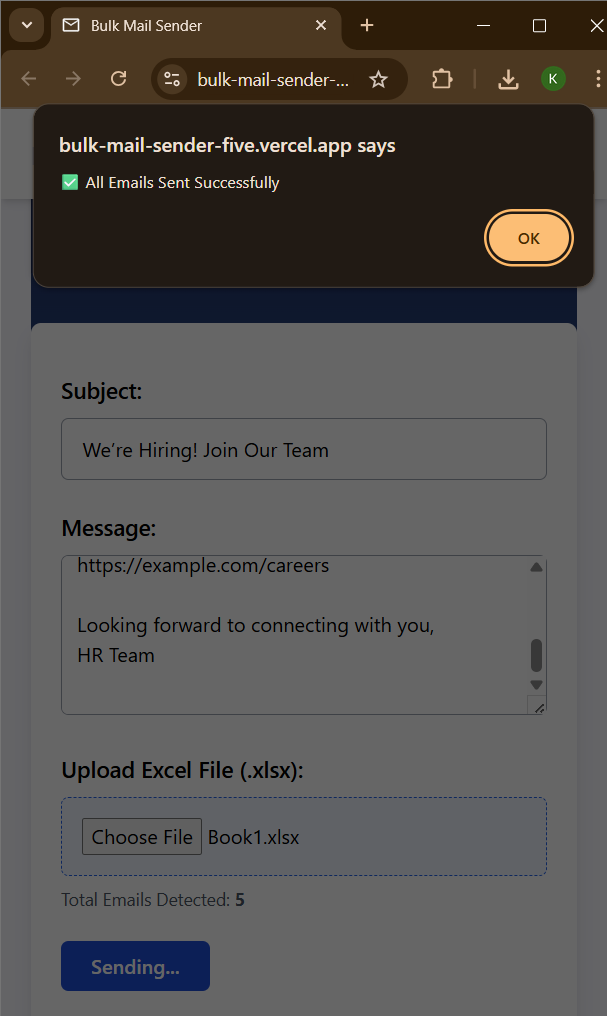 Bulk Mail Sender
bulk-mail-sender-...
K
bulk-mail-sender-five.vercel.app says
✅ All Emails Sent Successfully
OK
Subject:
We’re Hiring! Join Our Team
Message:
https://example.com/careers
Looking forward to connecting with you,
HR Team
Upload Excel File (.xlsx):
Choose File Book1.xlsx
Total Emails Detected: 5
Sending...